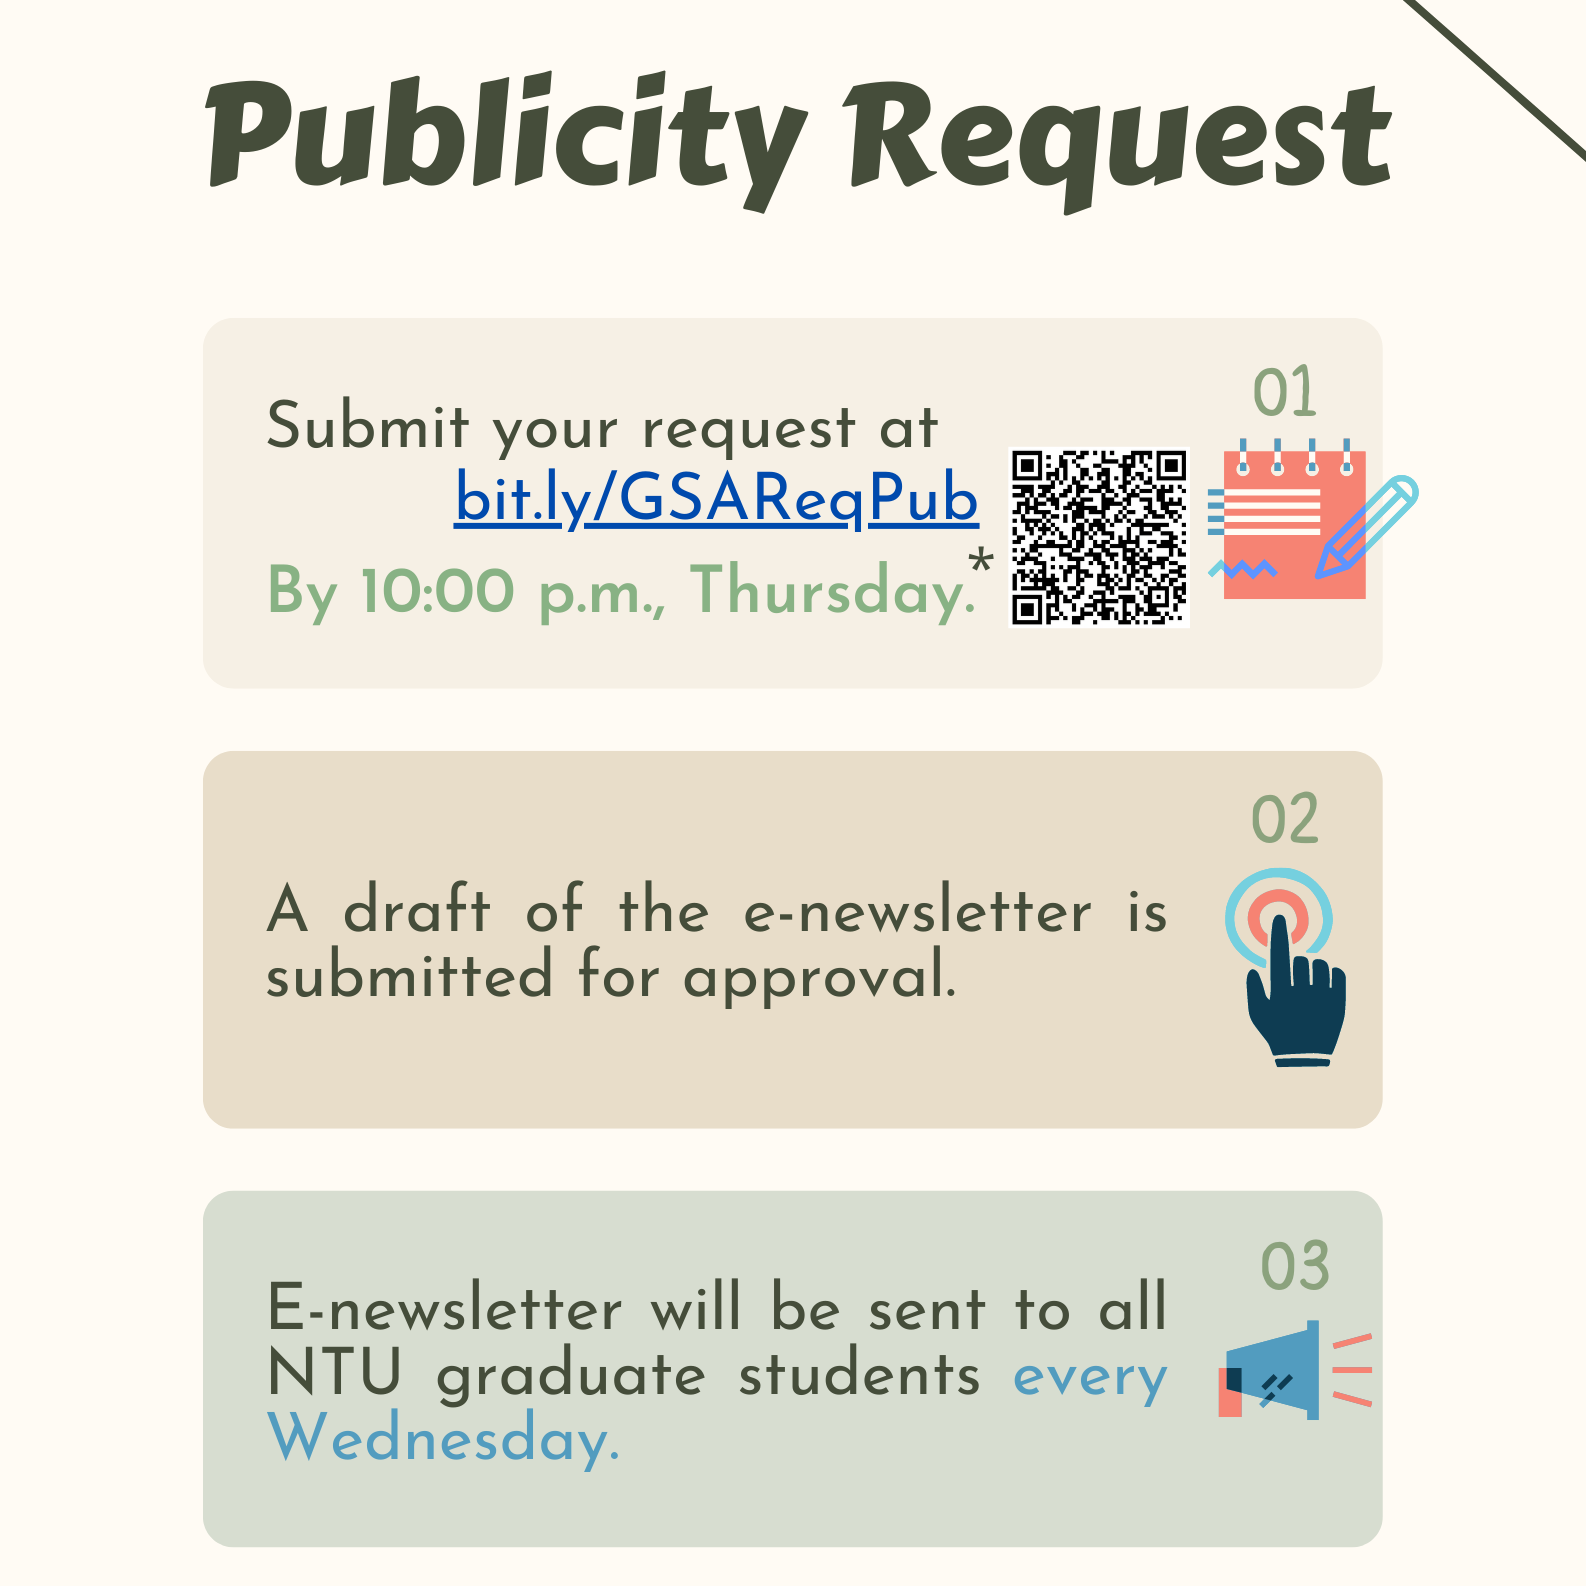 Publicity Request
01
Submit your request at
bit.ly/GSAReqPub
By 10:00 p.m., Thursday.*
02
A draft of the e-newsletter is
submitted for approval.
03
E-newsletter will be sent to all
NTU graduate students every
Wednesday.